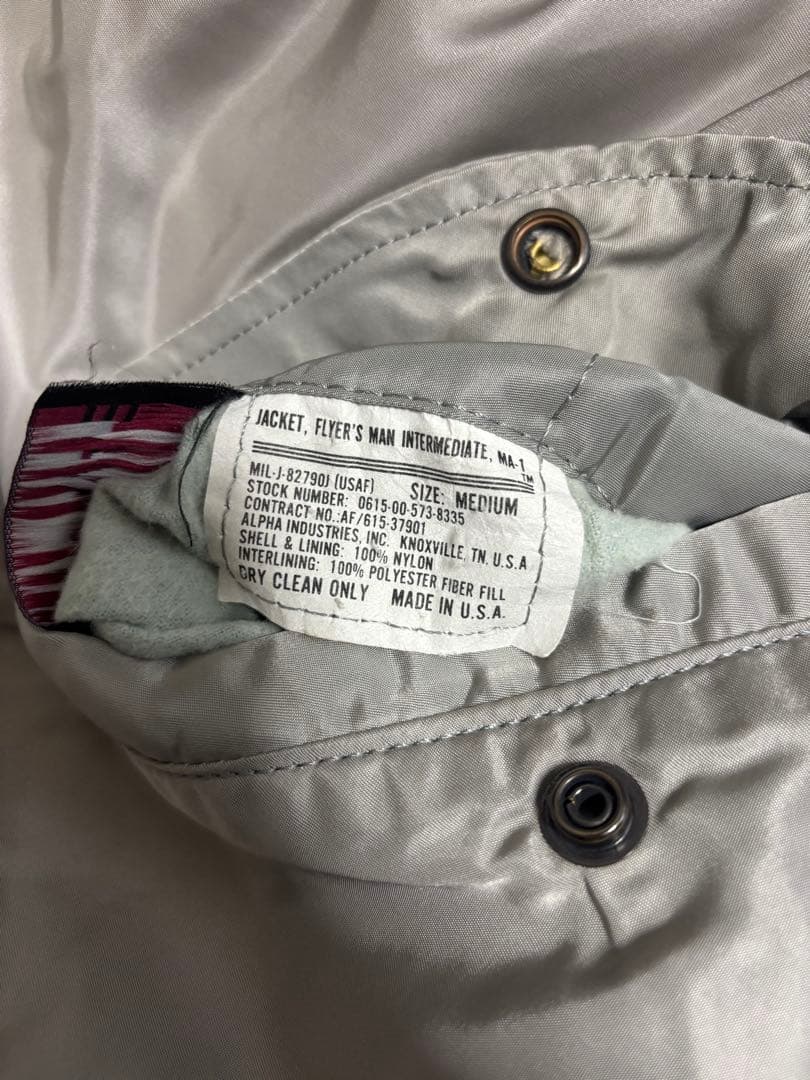 JACKET, FLYER'S MAN INTERMEDIATE, MA-1 ™
MIL-J-82790J (USAF) SIZE: MEDIUM
STOCK NUMBER: 0615-00-573-8335
CONTRACT NO.:AF/615-37901
ALPHA INDUSTRIES, INC. KNOXVILLE, TN. U.S.A
SHELL & LINING: 100% NYLON
INTERLINING: 100% POLYESTER FIBER FILL
DRY CLEAN ONLY MADE IN U.S.A.